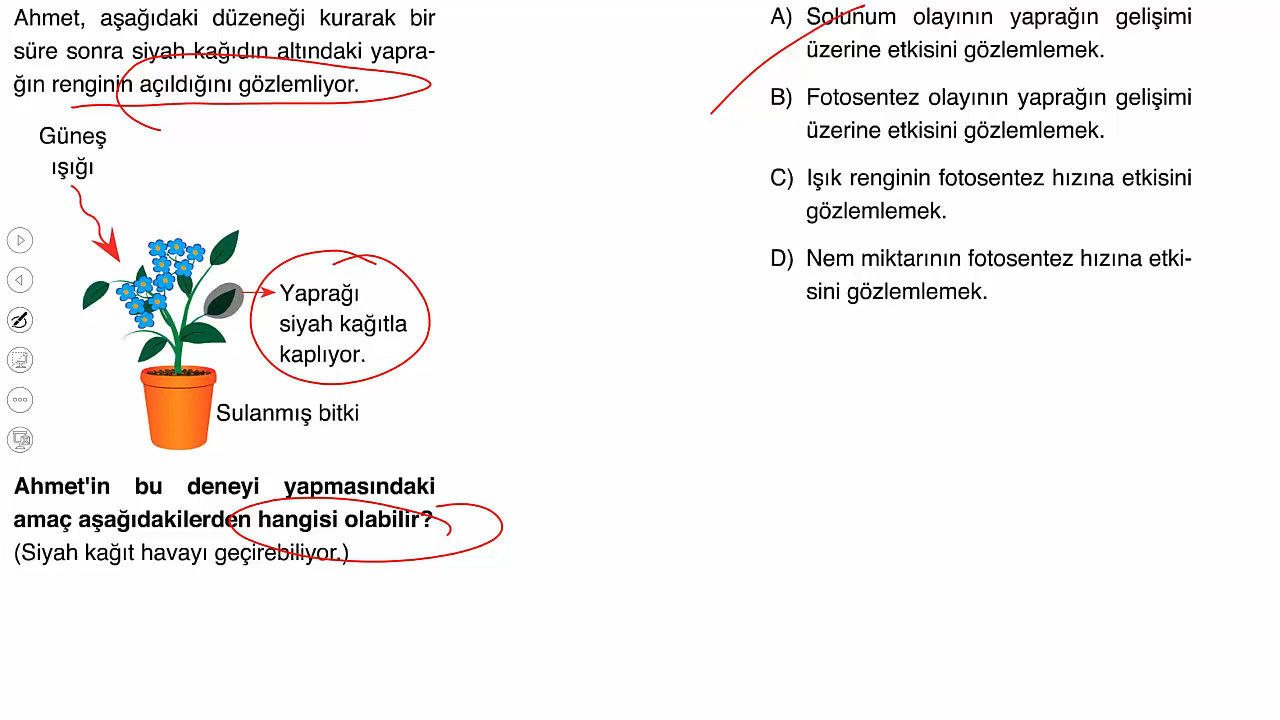 Ahmet, aşağıdaki düzeneği kurarak bir
süre sonra siyah kağıdın altındaki yapra-
ğın renginin açıldığını gözlemliyor.
Güneş
ışığı
Yaprağı
siyah kağıtla
kaplıyor.
Sulanmış bitki
Ahmet'in bu deneyi yapmasındaki
amaç aşağıdakilerden hangisi olabilir?
(Siyah kağıt havayı geçirebiliyor.)
A) Solunum olayının yaprağın gelişimi
üzerine etkisini gözlemlemek.
B) Fotosentez olayının yaprağın gelişimi
üzerine etkisini gözlemlemek.
C) Işık renginin fotosentez hızına etkisini
gözlemlemek.
D) Nem miktarının fotosentez hızına etki-
sini gözlemlemek.